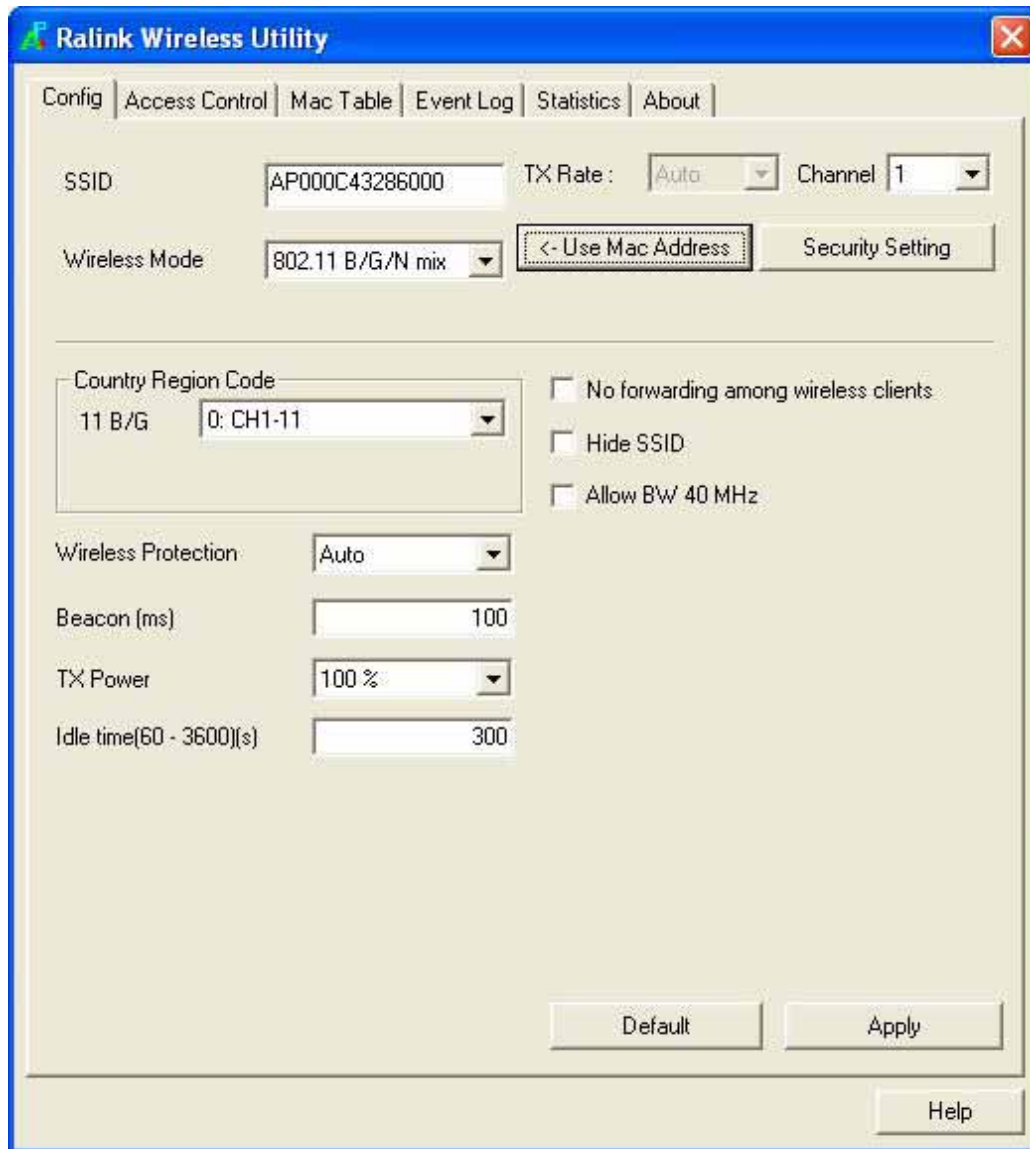 Ralink Wireless Utility
Config Access Control Mac Table Event Log Statistics About
SSID AP000C43286000 TX Rate : Auto Channel 1
Wireless Mode 802.11 B/G/N mix <- Use Mac Address Security Setting
Country Region Code
11 B/G 0: CH1-11
No forwarding among wireless clients
Hide SSID
Allow BW 40 MHz
Wireless Protection Auto
Beacon (ms) 100
TX Power 100 %
Idle time(60 - 3600)(s) 300
Default Apply
Help